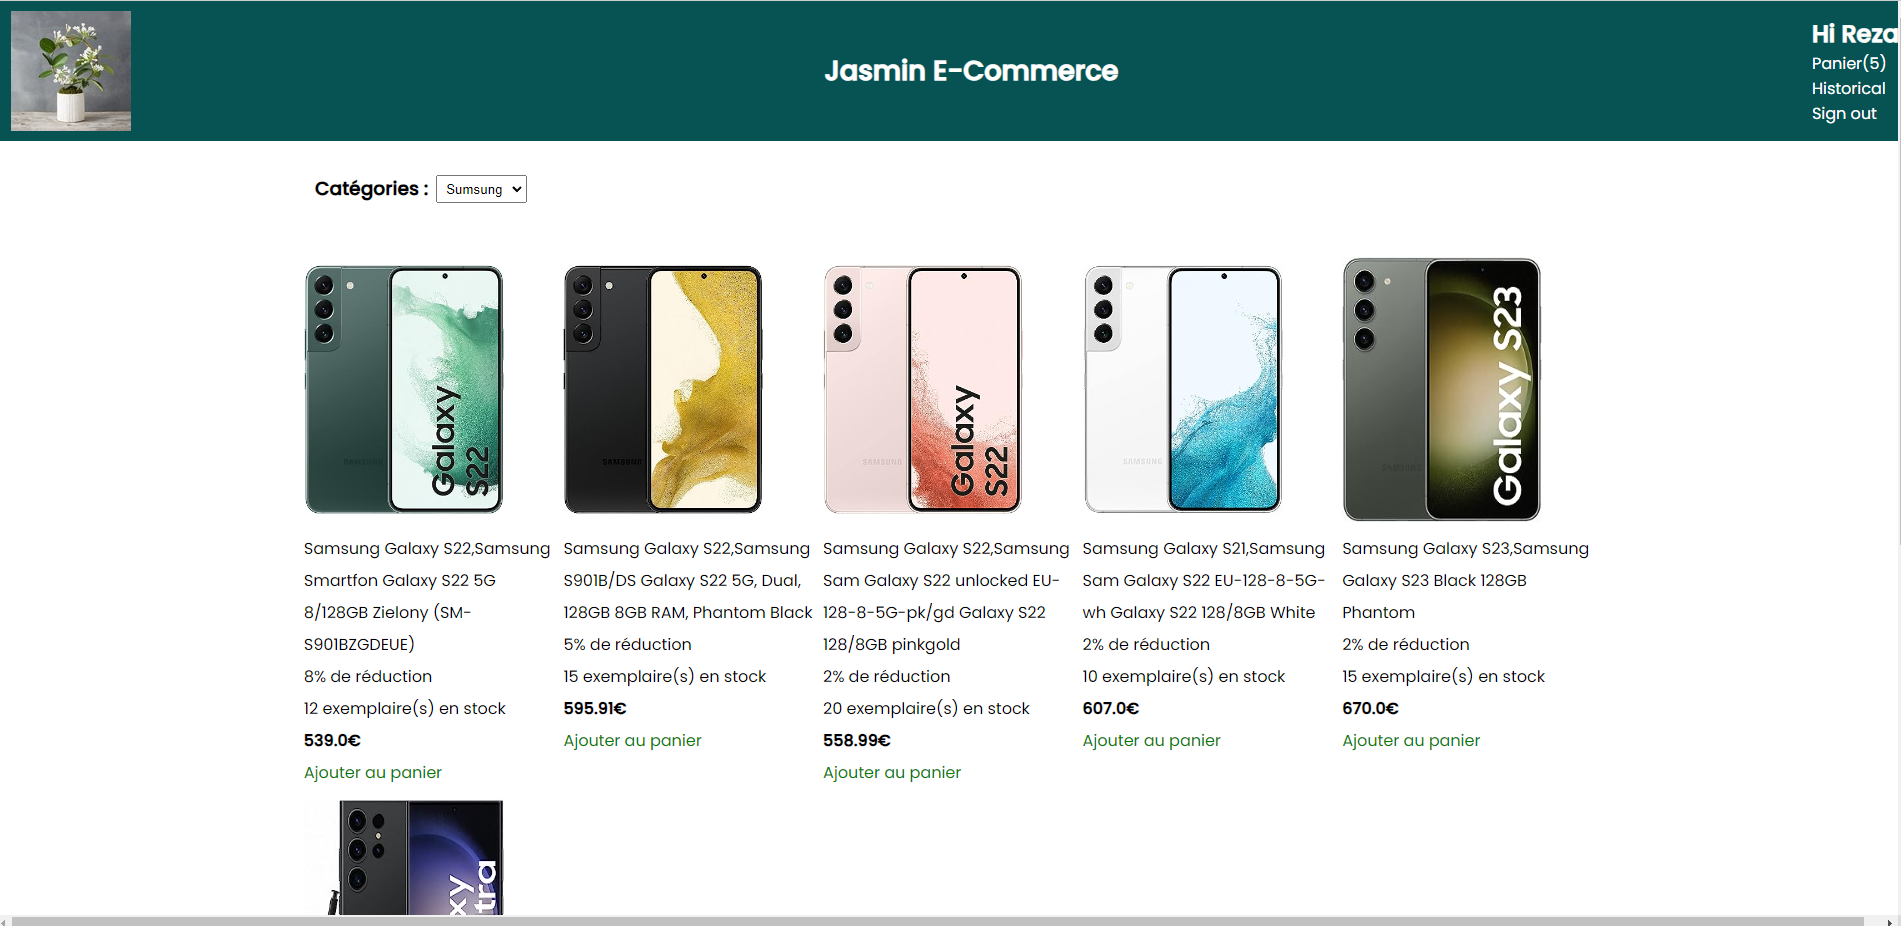 Jasmin E-Commerce
Hi Reza
Panier(5)
Historical
Sign out
Catégories :
Sumsung
Galaxy
S22
SAMSUNG
SAMSUNG
Galaxy
S22
SAMSUNG
SAMSUNG
Galaxy S23
SAMSUNG
Samsung Galaxy S22,Samsung
Smartfon Galaxy S22 5G
8/128GB Zielony (SM-
S901BZGDEUE)
8% de réduction
12 exemplaire(s) en stock
539.0€
Ajouter au panier
Samsung Galaxy S22,Samsung
S901B/DS Galaxy S22 5G, Dual,
128GB 8GB RAM, Phantom Black
5% de réduction
15 exemplaire(s) en stock
595.91€
Ajouter au panier
Samsung Galaxy S22,Samsung
Sam Galaxy S22 unlocked EU-
128-8-5G-pk/gd Galaxy S22
128/8GB pinkgold
2% de réduction
20 exemplaire(s) en stock
558.99€
Ajouter au panier
Samsung Galaxy S21,Samsung
Sam Galaxy S22 EU-128-8-5G-
wh Galaxy S22 128/8GB White
2% de réduction
10 exemplaire(s) en stock
607.0€
Ajouter au panier
Samsung Galaxy S23,Samsung
Galaxy S23 Black 128GB
Phantom
2% de réduction
15 exemplaire(s) en stock
670.0€
Ajouter au panier
xy
tra